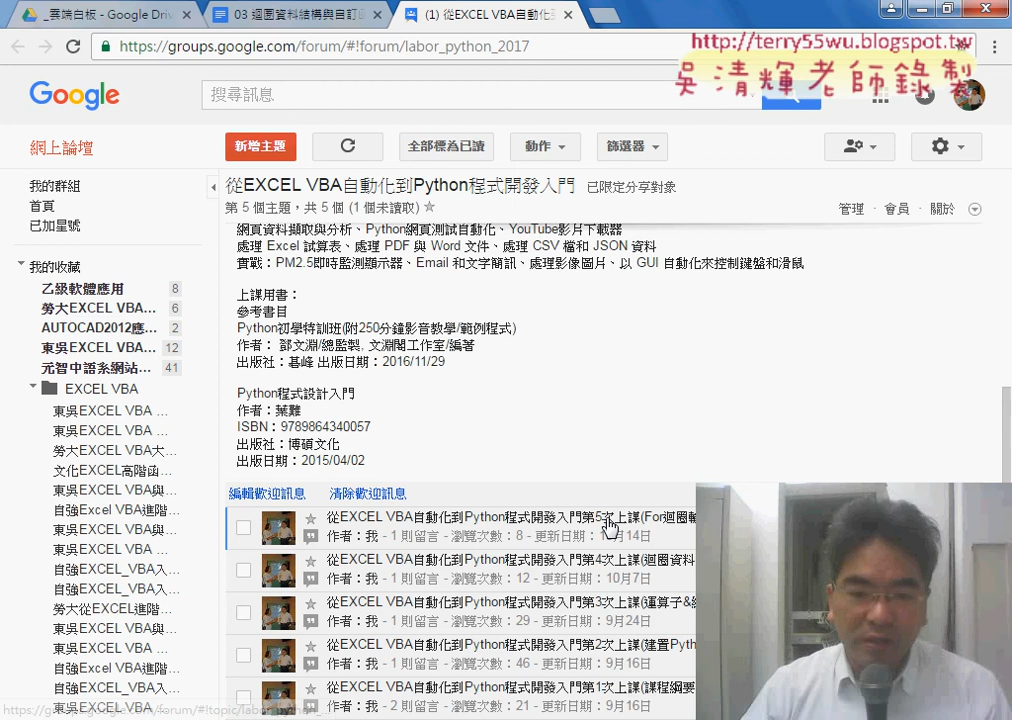 _雲端白板 - Google Driv
03 迴圈資料結構與自訂函
(1) 從EXCEL VBA自動化到
https://groups.google.com/forum/#!forum/labor_python_2017
http://terry55wu.blogspot.tw
吳清輝老師錄製
Google
搜尋訊息
網上論壇
新增主題
全部標為已讀
動作
篩選器
我的群組
首頁
已加星號
我的收藏
乙級軟體應用 8
勞大EXCEL VBA... 6
AUTOCAD2012應... 2
東吳EXCEL VBA... 12
元智中語系網站... 41
EXCEL VBA
東吳EXCEL VBA ...
東吳EXCEL VBA ...
勞大EXCEL VBA大...
文化EXCEL高階函...
東吳EXCEL VBA與...
自強Excel VBA進階...
東吳EXCEL VBA與...
東吳EXCEL VBA ...
自強EXCEL_VBA入...
自強EXCEL_VBA入...
勞大從EXCEL進階...
東吳EXCEL VBA與...
東吳EXCEL VBA ...
自強Excel VBA進階...
自強EXCEL_VBA入...
東吳EXCEL VBA ...
從EXCEL VBA自動化到Python程式開發入門 已限定分享對象
第 5 個主題，共 5 個 (1 個未讀取)
管理 · 會員 · 關於
網頁資料擷取與分析、Python網頁測試自動化、YouTube影片下載器
處理 Excel 試算表、處理 PDF 與 Word 文件、處理 CSV 檔和 JSON 資料
實戰：PM2.5即時監測顯示器、Email 和文字簡訊、處理影像圖片、以 GUI 自動化來控制鍵盤和滑鼠
上課用書：
參考書目
Python初學特訓班(附250分鐘影音教學/範例程式)
作者： 鄧文淵/總監製, 文淵閣工作室/編著
出版社：碁峰 出版日期：2016/11/29
Python程式設計入門
作者：葉難
ISBN：9789864340057
出版社：博碩文化
出版日期：2015/04/02
編輯歡迎訊息 清除歡迎訊息
從EXCEL VBA自動化到Python程式開發入門第5次上課(For迴圈
作者：我 - 1 則留言 - 瀏覽次數：8 - 更新日期：
月14日
從EXCEL VBA自動化到Python程式開發入門第4次上課(迴圈資料
作者：我 - 1 則留言 - 瀏覽次數：12 - 更新日期：10月7日
從EXCEL VBA自動化到Python程式開發入門第3次上課(運算子&
作者：我 - 1 則留言 - 瀏覽次數：29 - 更新日期：9月24日
從EXCEL VBA自動化到Python程式開發入門第2次上課(建置Pyth
作者：我 - 1 則留言 - 瀏覽次數：46 - 更新日期：9月16日
從EXCEL VBA自動化到Python程式開發入門第1次上課(課程綱要
作者：我 - 2 則留言 - 瀏覽次數：21 - 更新日期：9月16日
https://groups.google.com/forum/#!topic/labor_python_